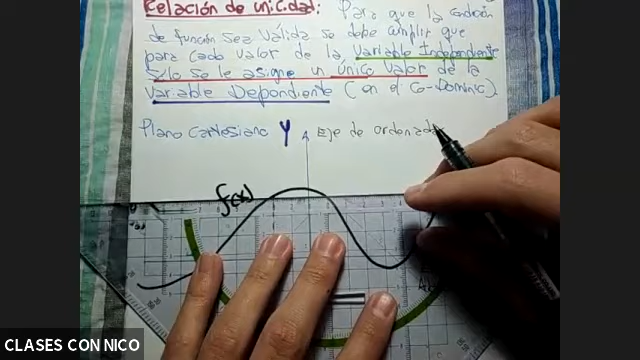 Relación de unicidad: Para que la condición
de función sea válida se debe cumplir que
para cada valor de la Variable Independiente
sólo se le asigne un único valor de la
Variable Dependiente (en el Co-Dominio).
Plano Cartesiano Y Eje de ordenada
f(x)
CLASES CON NICO